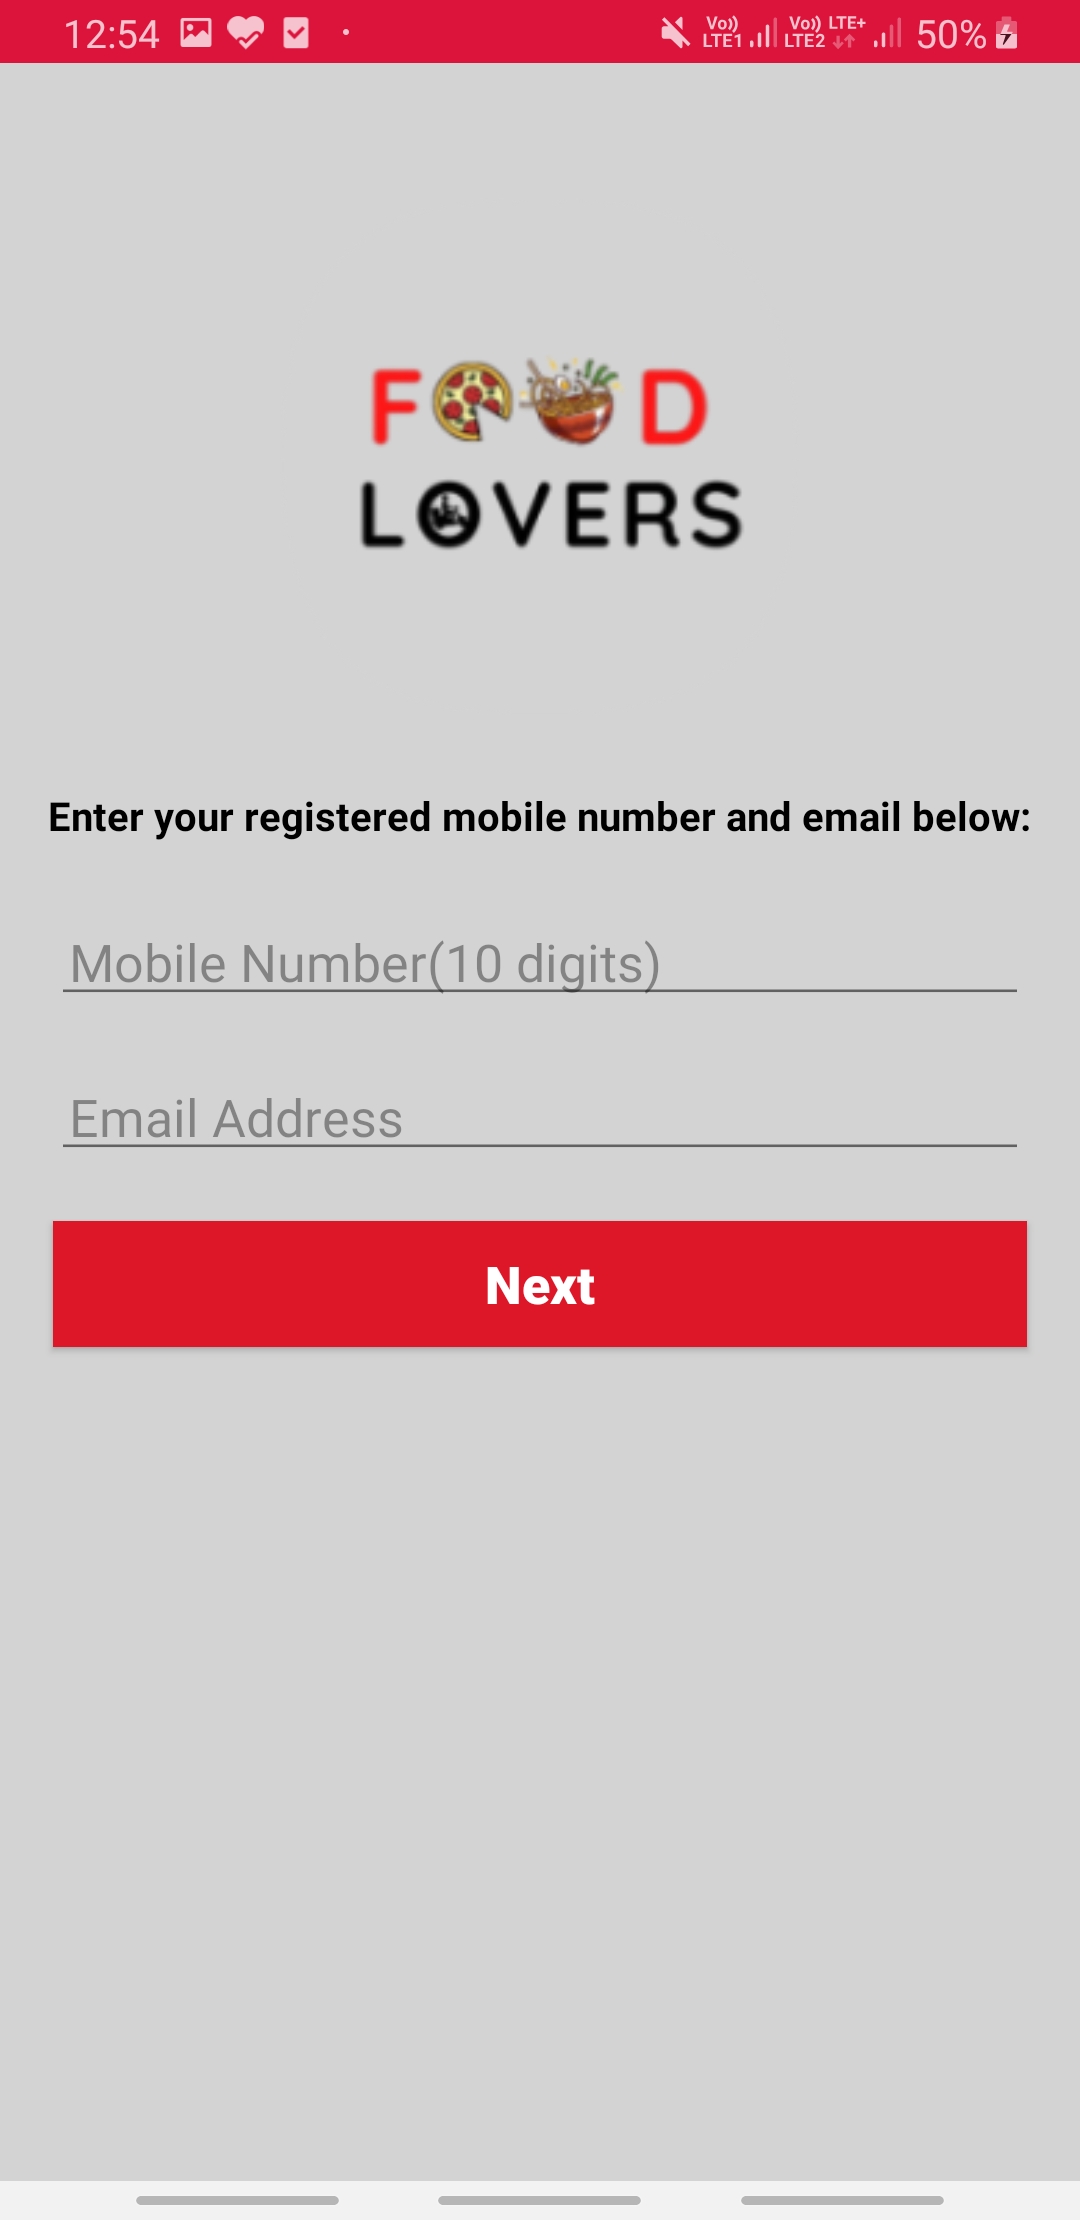 12:54 Vo)) LTE1 Vo)) LTE2 LTE+ 50%
FOOD
LOVERS
Enter your registered mobile number and email below:
Mobile Number(10 digits)
Email Address
Next